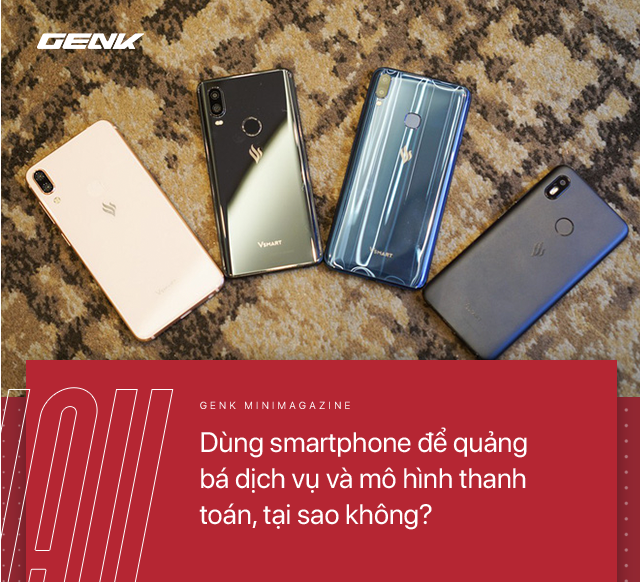 GENK
VSMART
VSMART
GENK MINIMAGAZINE
Dùng smartphone để quảng
bá dịch vụ và mô hình thanh
toán, tại sao không?